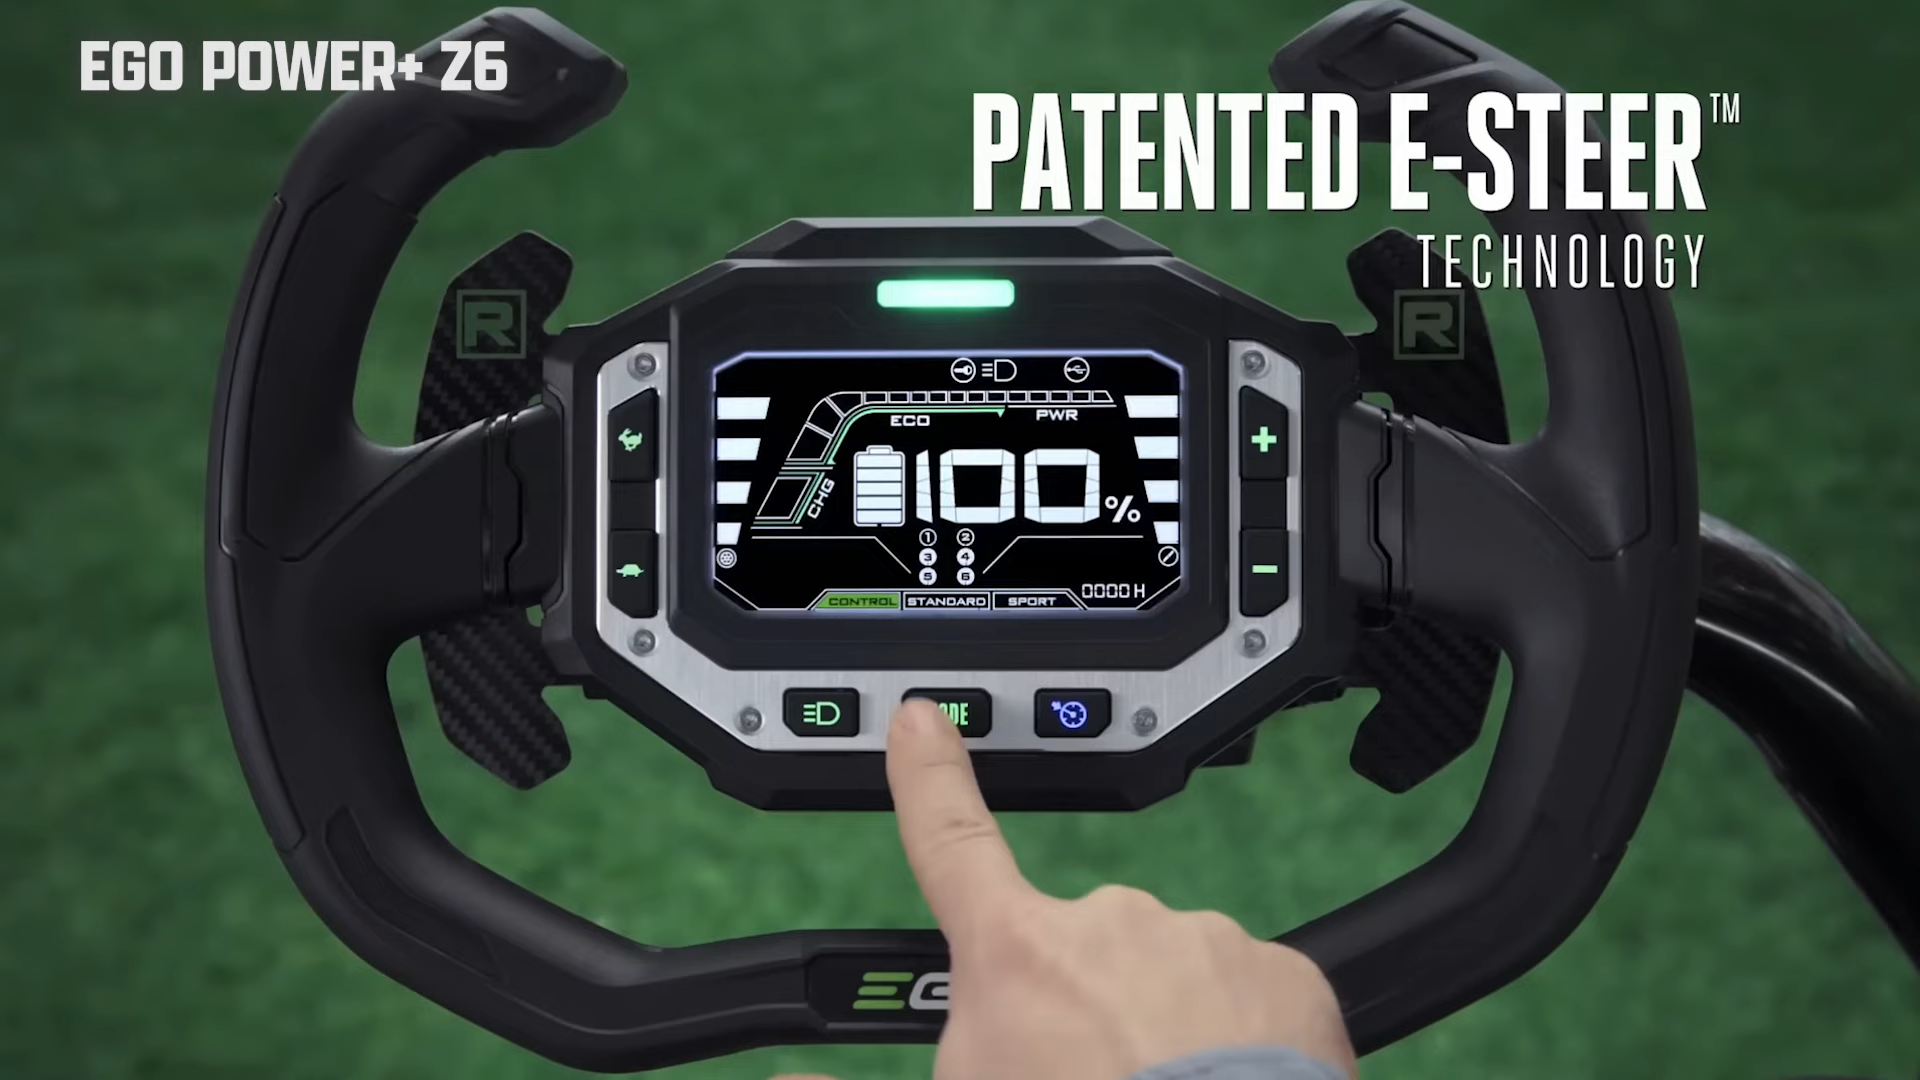 EGO POWER+ Z6
PATENTED E-STEER™
TECHNOLOGY
R
R
ECO
PWR
CHG
100%
1 2
3 4
5 6
0000 H
CONTROL STANDARD SPORT
+
-